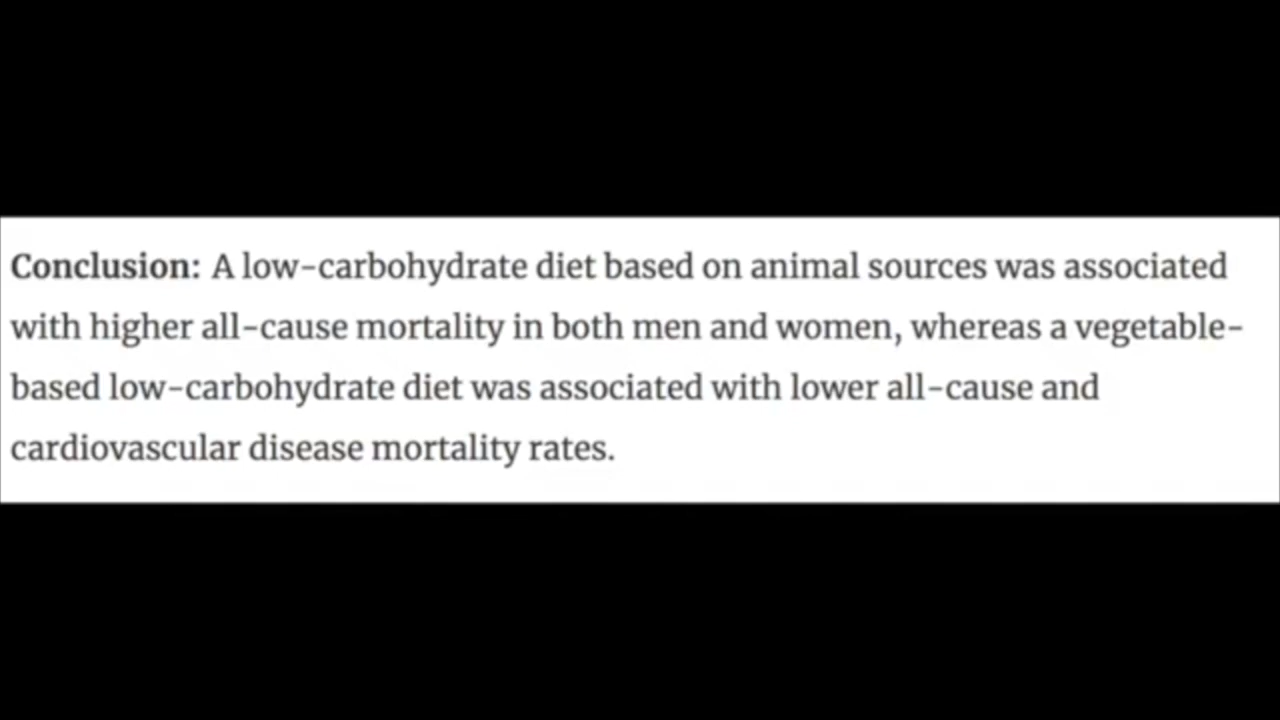 Conclusion: A low-carbohydrate diet based on animal sources was associated
with higher all-cause mortality in both men and women, whereas a vegetable-
based low-carbohydrate diet was associated with lower all-cause and
cardiovascular disease mortality rates.